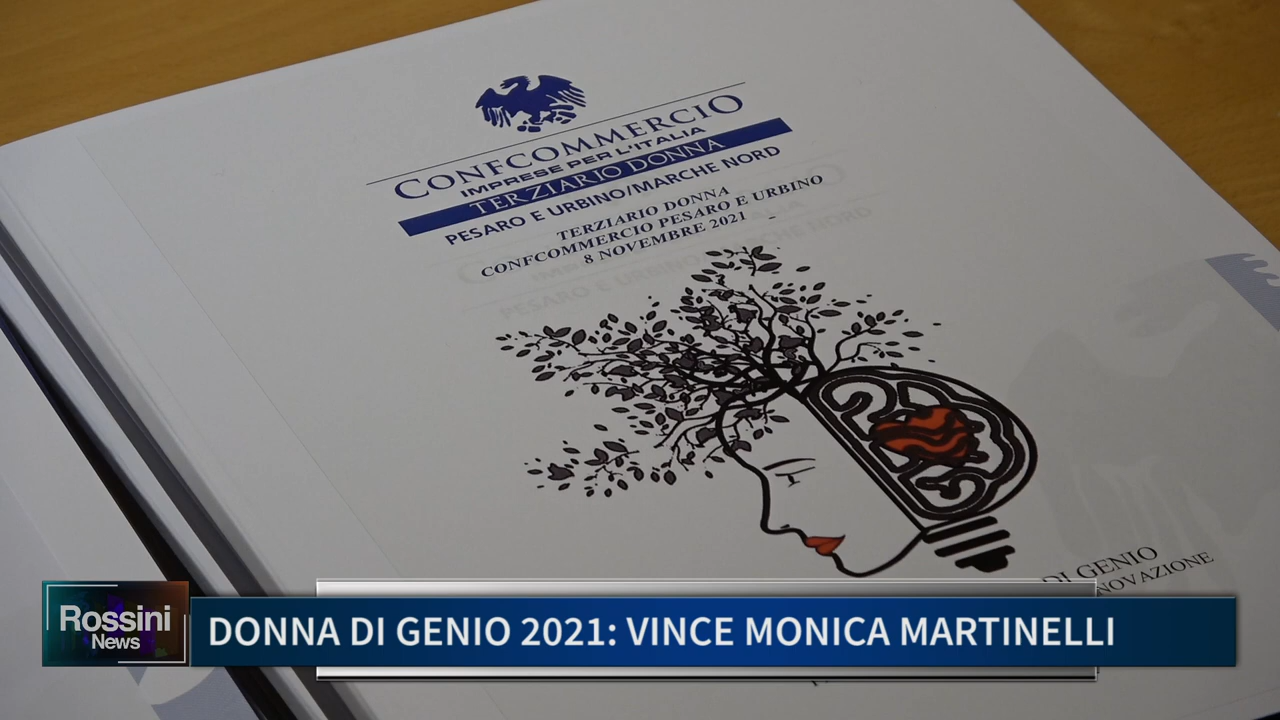 CONFCOMMERCIO
IMPRESE PER L'ITALIA
TERZIARIO DONNA
PESARO E URBINO/MARCHE NORD
TERZIARIO DONNA
CONFCOMMERCIO PESARO E URBINO
8 NOVEMBRE 2021
DI GENIO
NOVAZIONE
Rossini
News
DONNA DI GENIO 2021: VINCE MONICA MARTINELLI